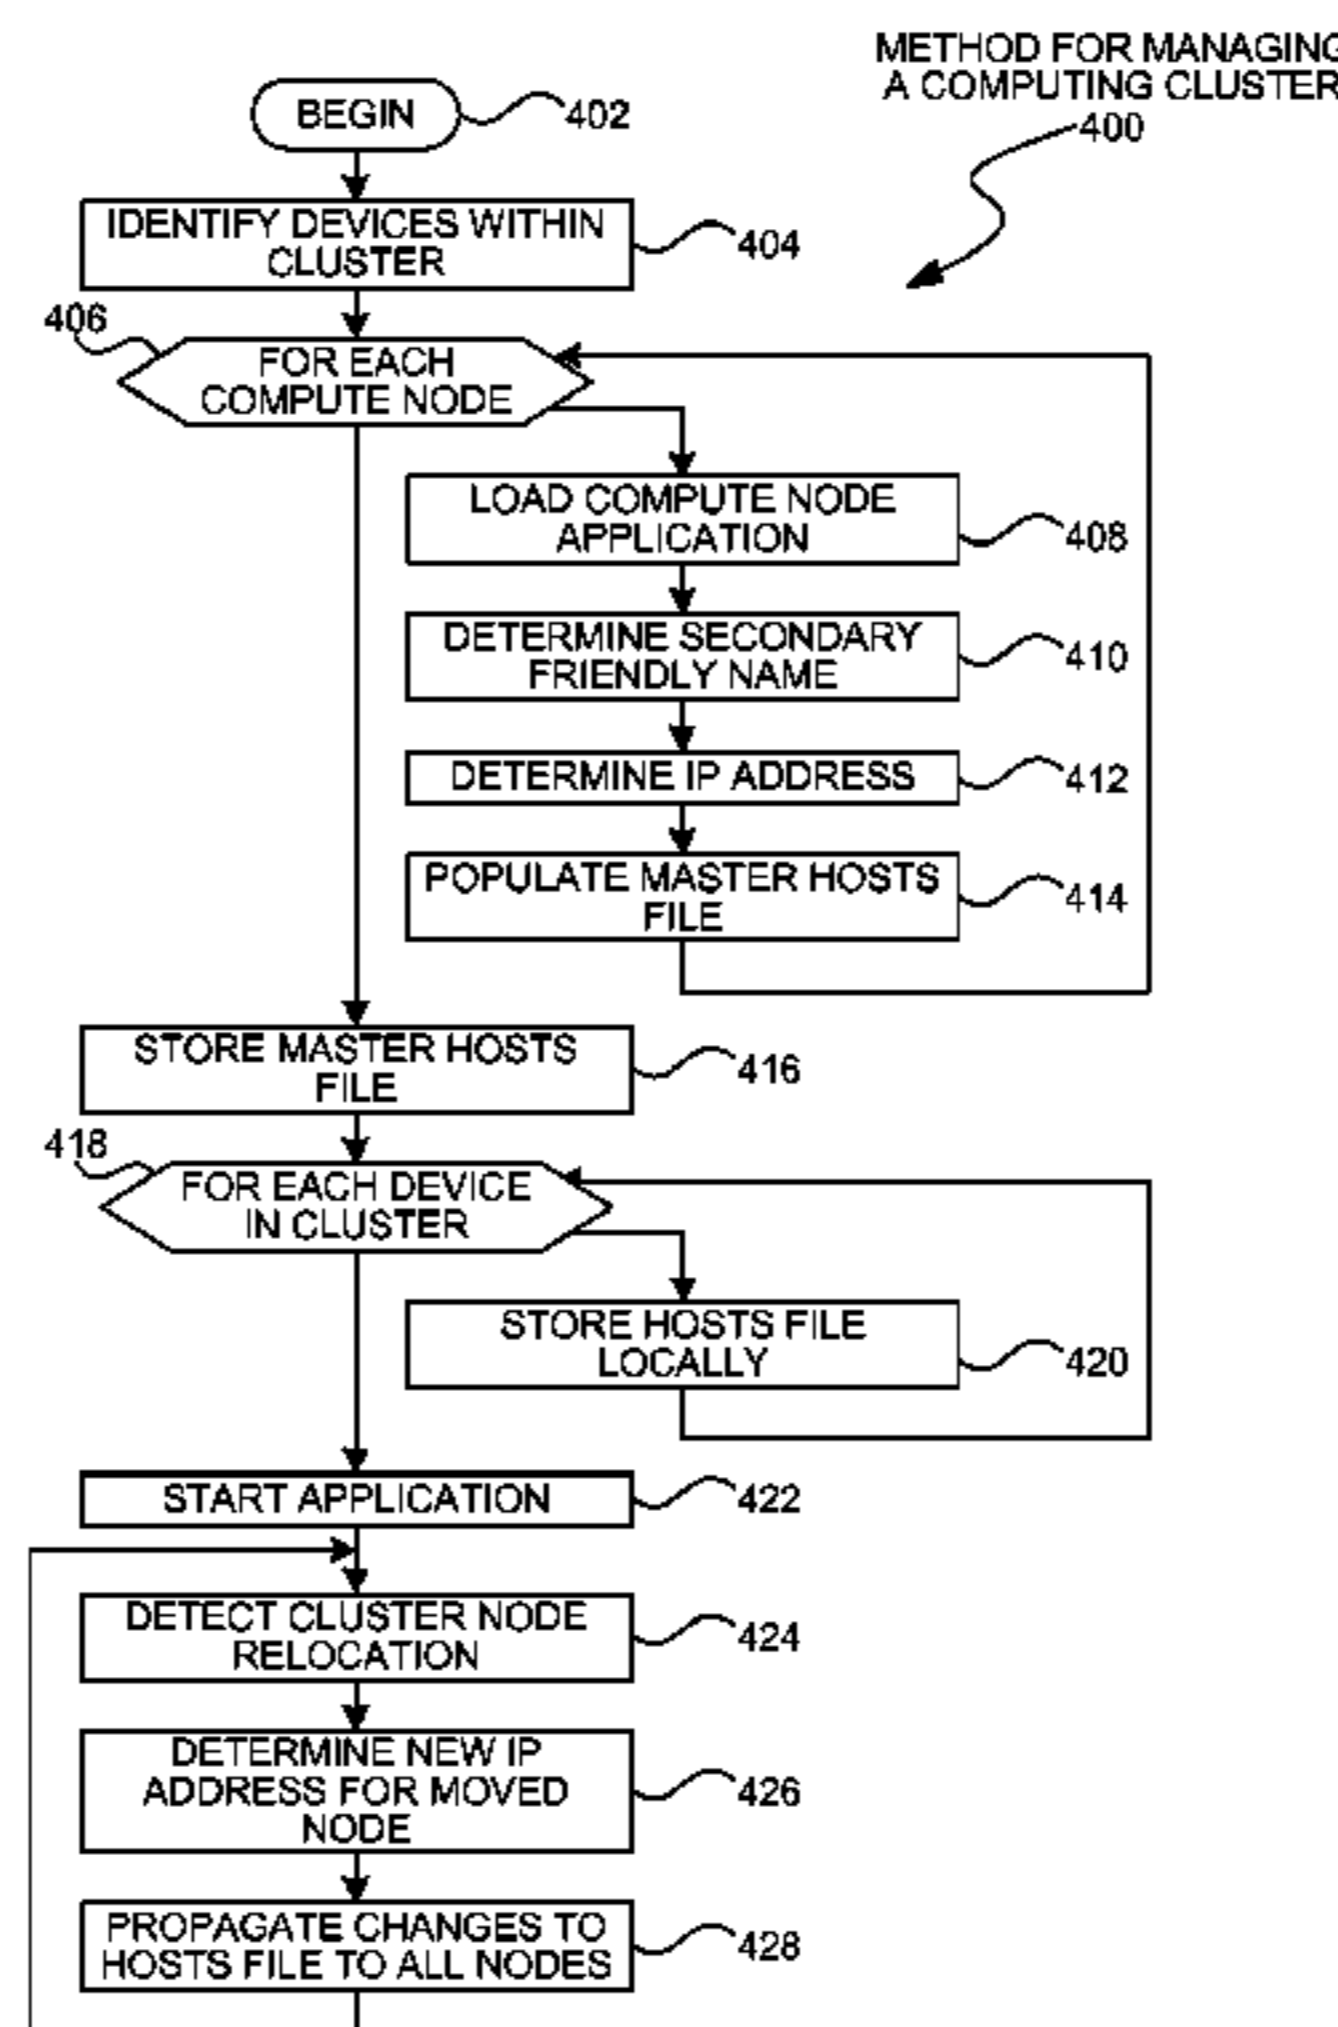 METHOD FOR MANAGING
A COMPUTING CLUSTER
400
BEGIN
402
IDENTIFY DEVICES WITHIN
CLUSTER
404
406
FOR EACH
COMPUTE NODE
LOAD COMPUTE NODE
APPLICATION
408
DETERMINE SECONDARY
FRIENDLY NAME
410
DETERMINE IP ADDRESS
412
POPULATE MASTER HOSTS
FILE
414
STORE MASTER HOSTS
FILE
416
418
FOR EACH DEVICE
IN CLUSTER
STORE HOSTS FILE
LOCALLY
420
START APPLICATION
422
DETECT CLUSTER NODE
RELOCATION
424
DETERMINE NEW IP
ADDRESS FOR MOVED
NODE
426
PROPAGATE CHANGES TO
HOSTS FILE TO ALL NODES
428